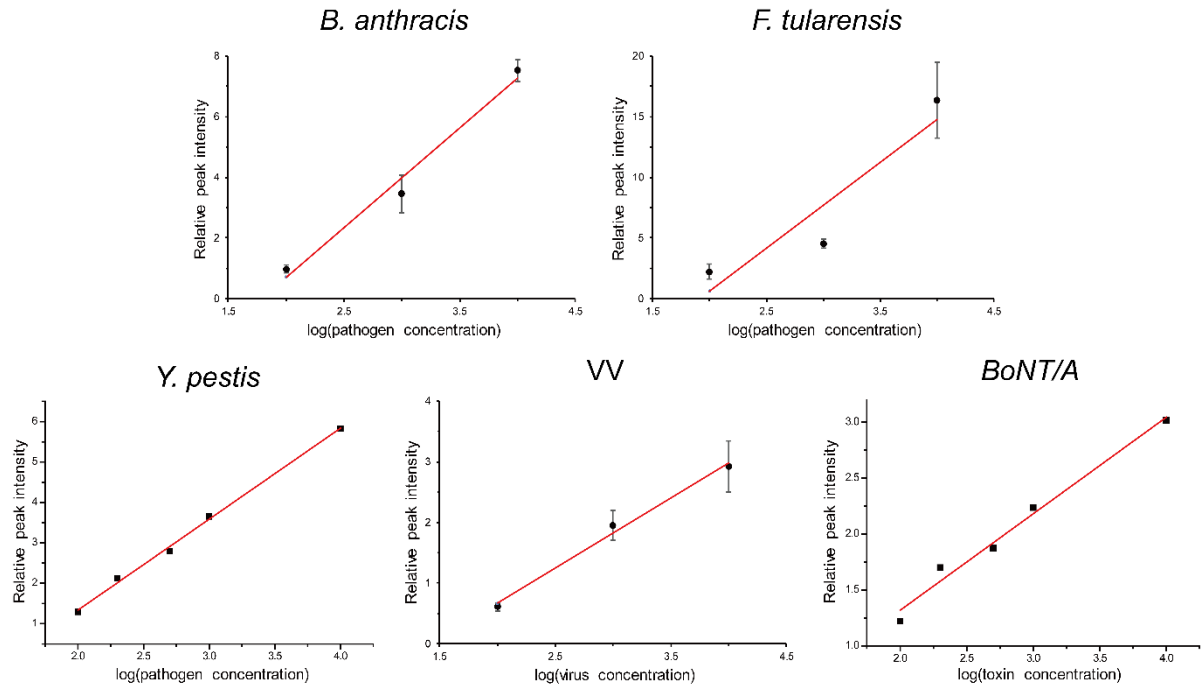 B. anthracis
F. tularensis
Relative peak intensity
8
6
4
2
0
1.5 2.5 3.5 4.5
log(pathogen concentration)
Relative peak intensity
20
15
10
5
0
1.5 2.5 3.5 4.5
log(pathogen concentration)
Y. pestis
VV
BoNT/A
Relative peak intensity
6
5
4
3
2
1
2.0 2.5 3.0 3.5 4.0
log(pathogen concentration)
Relative peak intensity
4
3
2
1
0
1.5 2.5 3.5 4.5
log(virus concentration)
Relative peak intensity
3.0
2.5
2.0
1.5
1.0
2.0 2.5 3.0 3.5 4.0
log(toxin concentration)